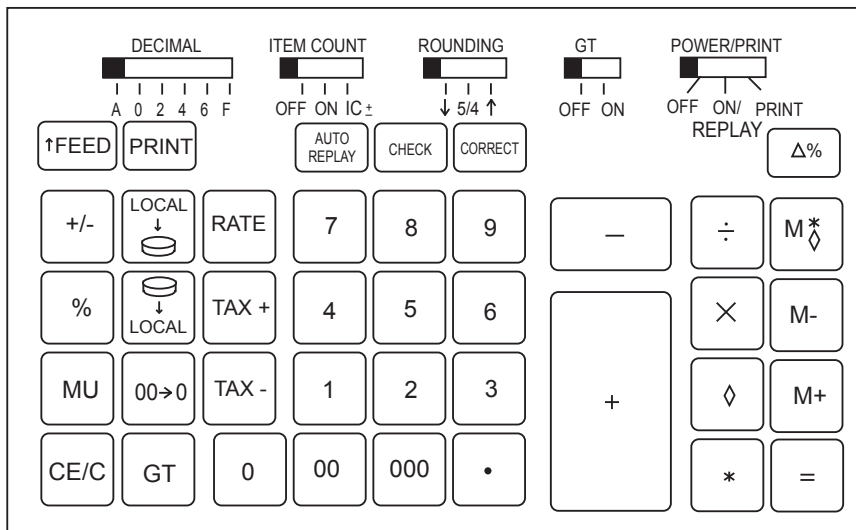 DECIMAL ITEM COUNT ROUNDING GT POWER/PRINT
A 0 2 4 6 F OFF ON IC ± ↓ 5/4 ↑ OFF ON OFF ON/ PRINT
REPLAY
↑FEED PRINT AUTO REPLAY CHECK CORRECT Δ%
+/- LOCAL ↓ RATE 7 8 9 − ÷ M*◊
% ↓ LOCAL TAX + 4 5 6 × M-
MU 00→0 TAX - 1 2 3 + ◊ M+
CE/C GT 0 00 000 • * =